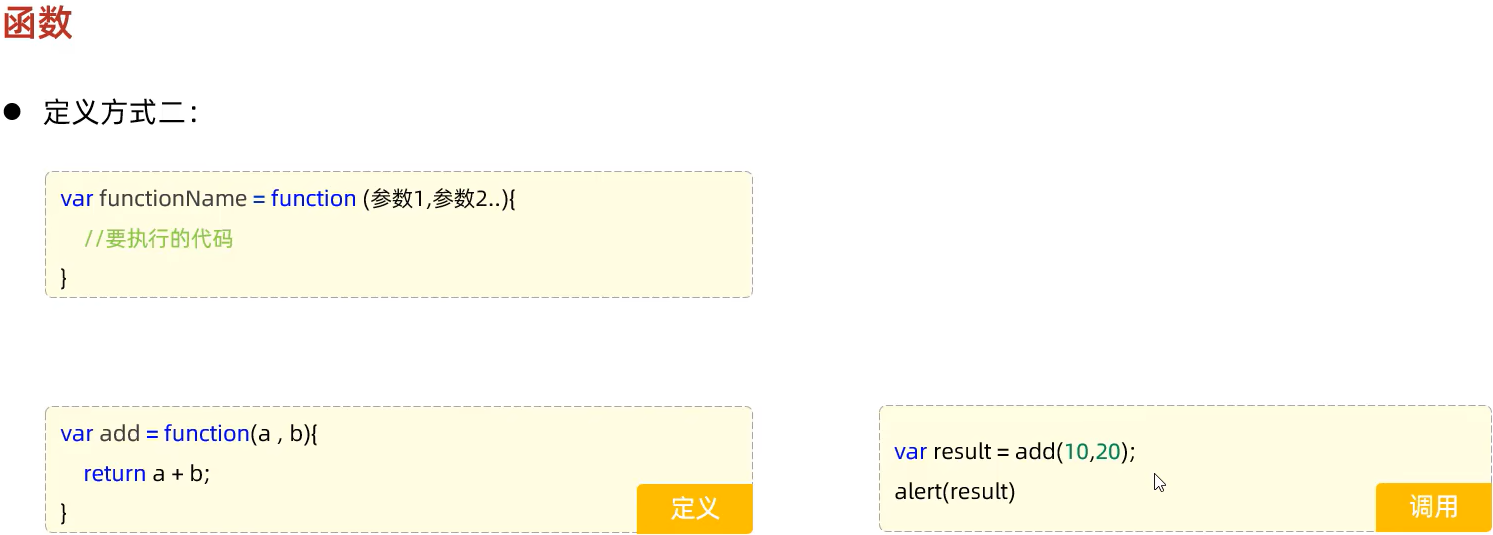 函数
● 定义方式二：
var functionName = function (参数1,参数2..){
//要执行的代码
}
var add = function(a , b){
return a + b;
}
定义
var result = add(10,20);
alert(result)
调用